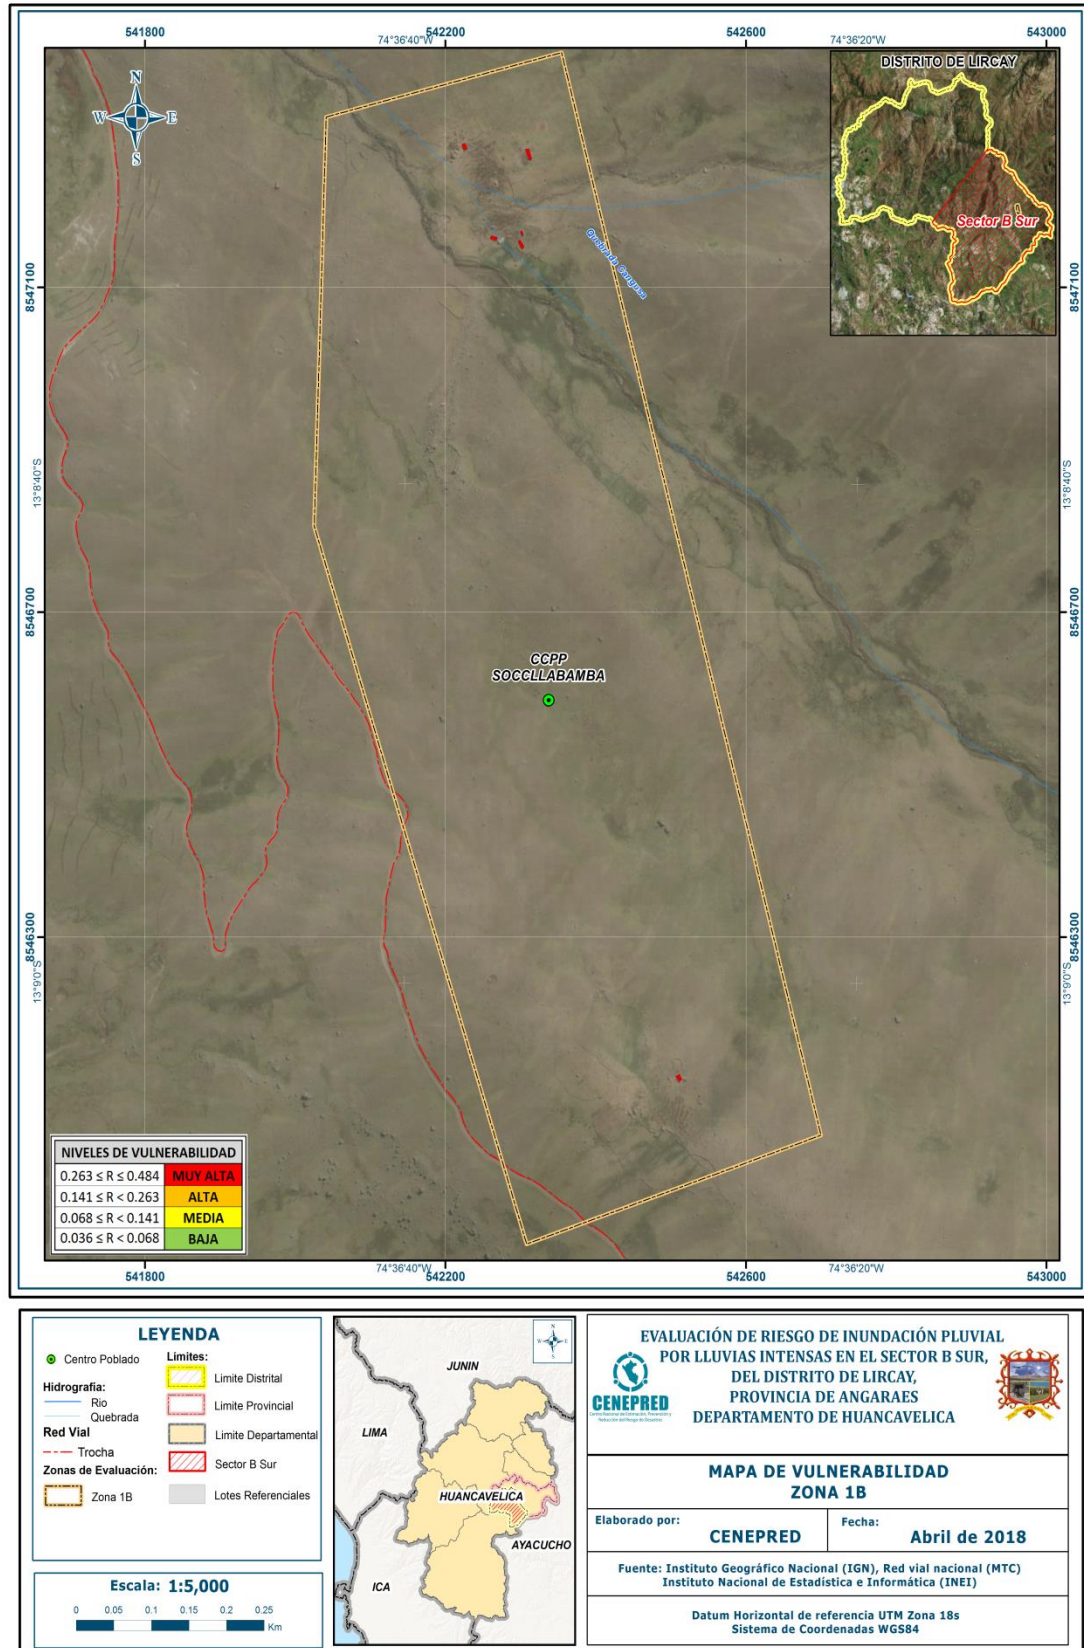 541800
542200
542600
543000
74°36'40"W
74°36'20"W
N
W
E
S
DISTRITO DE LIRCAY
Sector B Sur
8547100
8547100
Quebrada Cangusa
13°8'40"S
13°8'40"S
8546700
8546700
CCPP
SOCCLLABAMBA
8546300
8546300
13°9'0"S
13°9'0"S
NIVELES DE VULNERABILIDAD
0.263 ≤ R ≤ 0.484 MUY ALTA
0.141 ≤ R < 0.263 ALTA
0.068 ≤ R < 0.141 MEDIA
0.036 ≤ R < 0.068 BAJA
541800
542200
542600
543000
74°36'40"W
74°36'20"W
LEYENDA
Centro Poblado
Hidrografia:
Rio
Quebrada
Red Vial
Trocha
Zonas de Evaluación:
Zona 1B
Limites:
Limite Distrital
Limite Provincial
Limite Departamental
Sector B Sur
Lotes Referenciales
Escala: 1:5,000
0 0.05 0.1 0.15 0.2 0.25
Km
JUNIN
LIMA
HUANCAVELICA
AYACUCHO
ICA
CENEPRED
EVALUACIÓN DE RIESGO DE INUNDACIÓN PLUVIAL
POR LLUVIAS INTENSAS EN EL SECTOR B SUR,
DEL DISTRITO DE LIRCAY,
PROVINCIA DE ANGARAES
DEPARTAMENTO DE HUANCAVELICA
MAPA DE VULNERABILIDAD
ZONA 1B
Elaborado por:
CENEPRED
Fecha:
Abril de 2018
Fuente: Instituto Geográfico Nacional (IGN), Red vial nacional (MTC)
Instituto Nacional de Estadística e Informática (INEI)
Datum Horizontal de referencia UTM Zona 18s
Sistema de Coordenadas WGS84